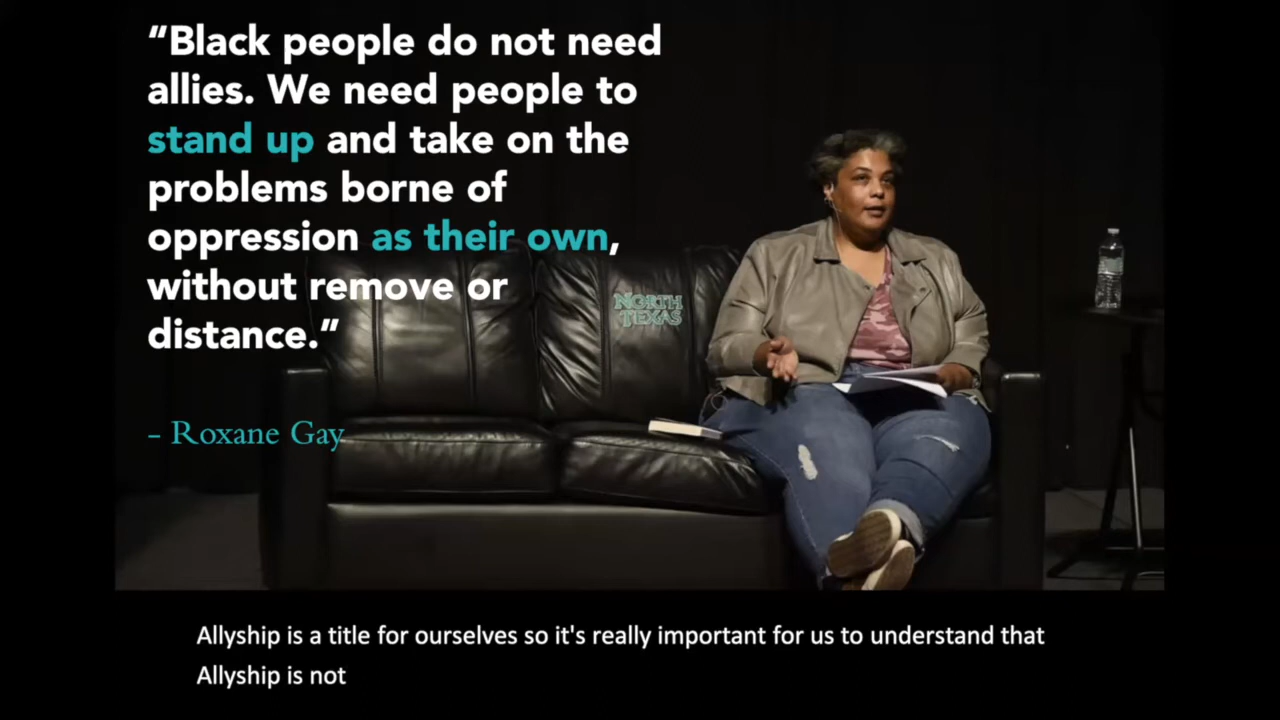 “Black people do not need
allies. We need people to
stand up and take on the
problems borne of
oppression as their own,
without remove or
distance.”
– Roxane Gay
NORTH
TEXAS
Allyship is a title for ourselves so it's really important for us to understand that
Allyship is not